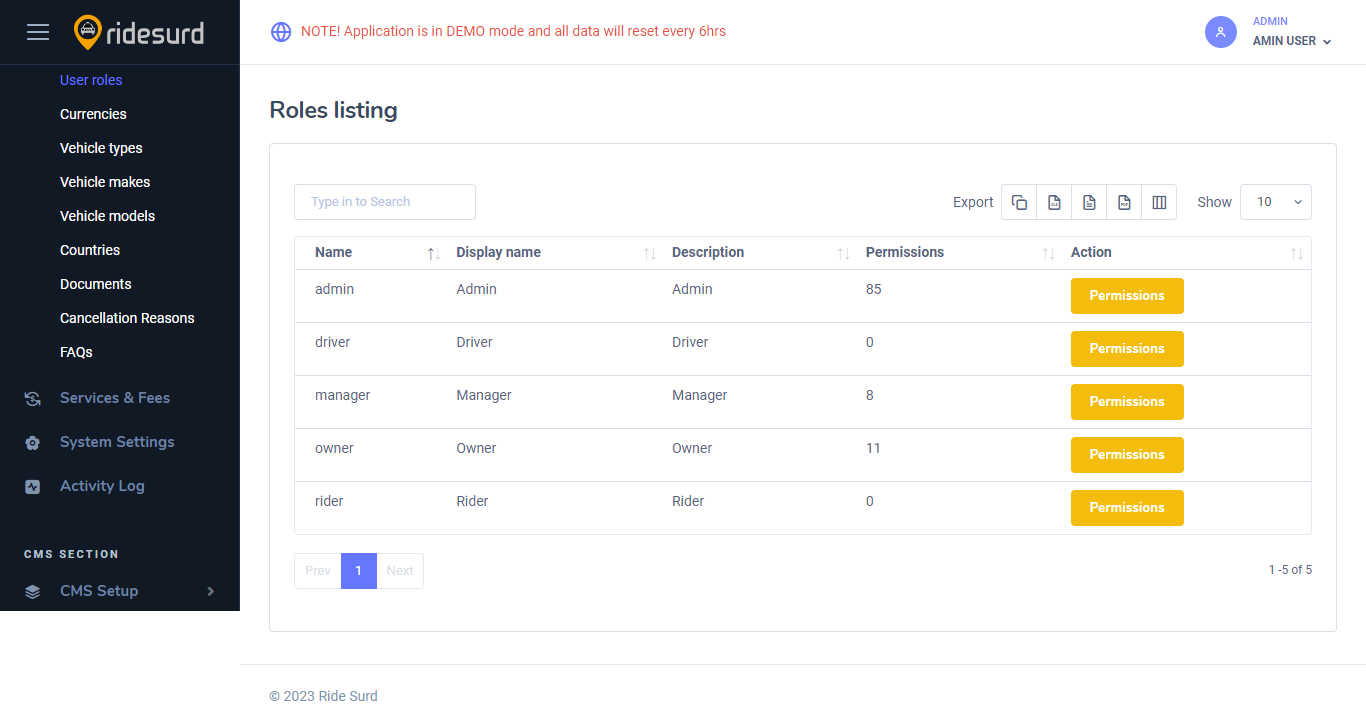 ridesurd
NOTE! Application is in DEMO mode and all data will reset every 6hrs
ADMIN
AMIN USER
User roles
Currencies
Vehicle types
Vehicle makes
Vehicle models
Countries
Documents
Cancellation Reasons
FAQs
Services & Fees
System Settings
Activity Log
CMS SECTION
CMS Setup
Roles listing
Type in to Search
Export Show 10
Name Display name Description Permissions Action
admin Admin Admin 85 Permissions
driver Driver Driver 0 Permissions
manager Manager Manager 8 Permissions
owner Owner Owner 11 Permissions
rider Rider Rider 0 Permissions
Prev 1 Next 1 -5 of 5
© 2023 Ride Surd